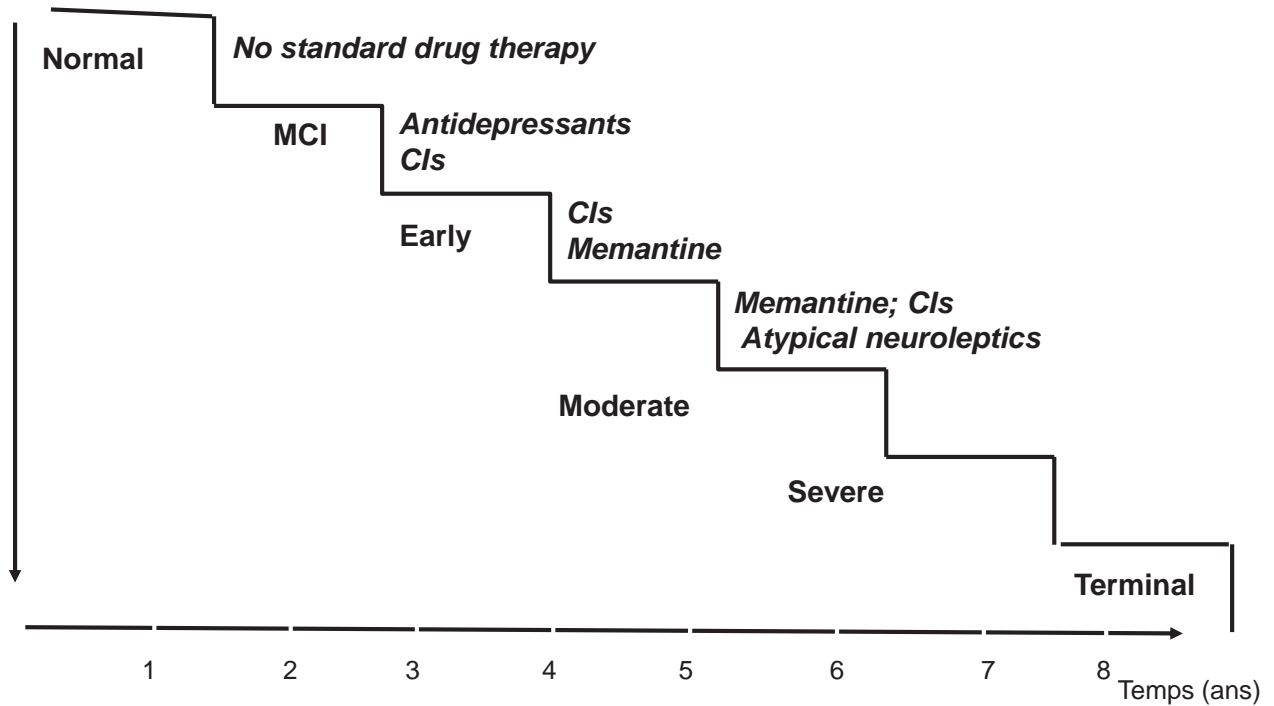 Normal
No standard drug therapy
MCI
Antidepressants
CIs
Early
CIs
Memantine
Memantine; CIs
Atypical neuroleptics
Moderate
Severe
Terminal
1 2 3 4 5 6 7 8
Temps (ans)